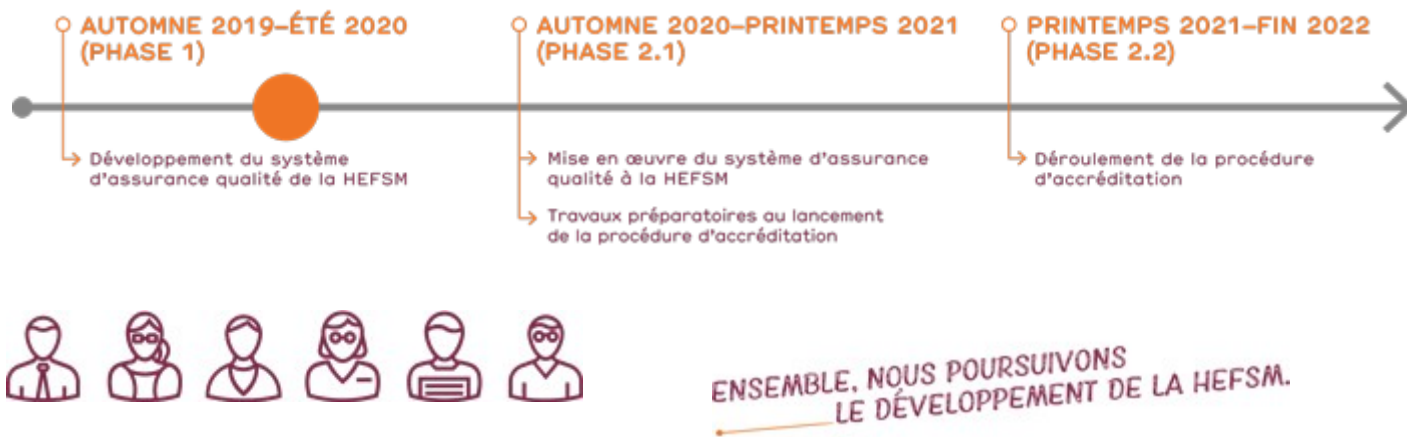 AUTOMNE 2019–ÉTÉ 2020
(PHASE 1)
Développement du système
d'assurance qualité de la HEFSM
AUTOMNE 2020–PRINTEMPS 2021
(PHASE 2.1)
Mise en œuvre du système d'assurance
qualité à la HEFSM
Travaux préparatoires au lancement
de la procédure d'accréditation
PRINTEMPS 2021–FIN 2022
(PHASE 2.2)
Déroulement de la procédure
d'accréditation
ENSEMBLE, NOUS POURSUIVONS
LE DÉVELOPPEMENT DE LA HEFSM.